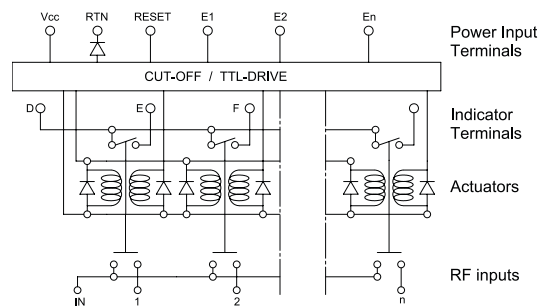 Vcc RTN RESET E1 E2 En
Power Input
Terminals
CUT-OFF / TTL-DRIVE
D E F
Indicator
Terminals
Actuators
RF inputs
IN 1 2 n